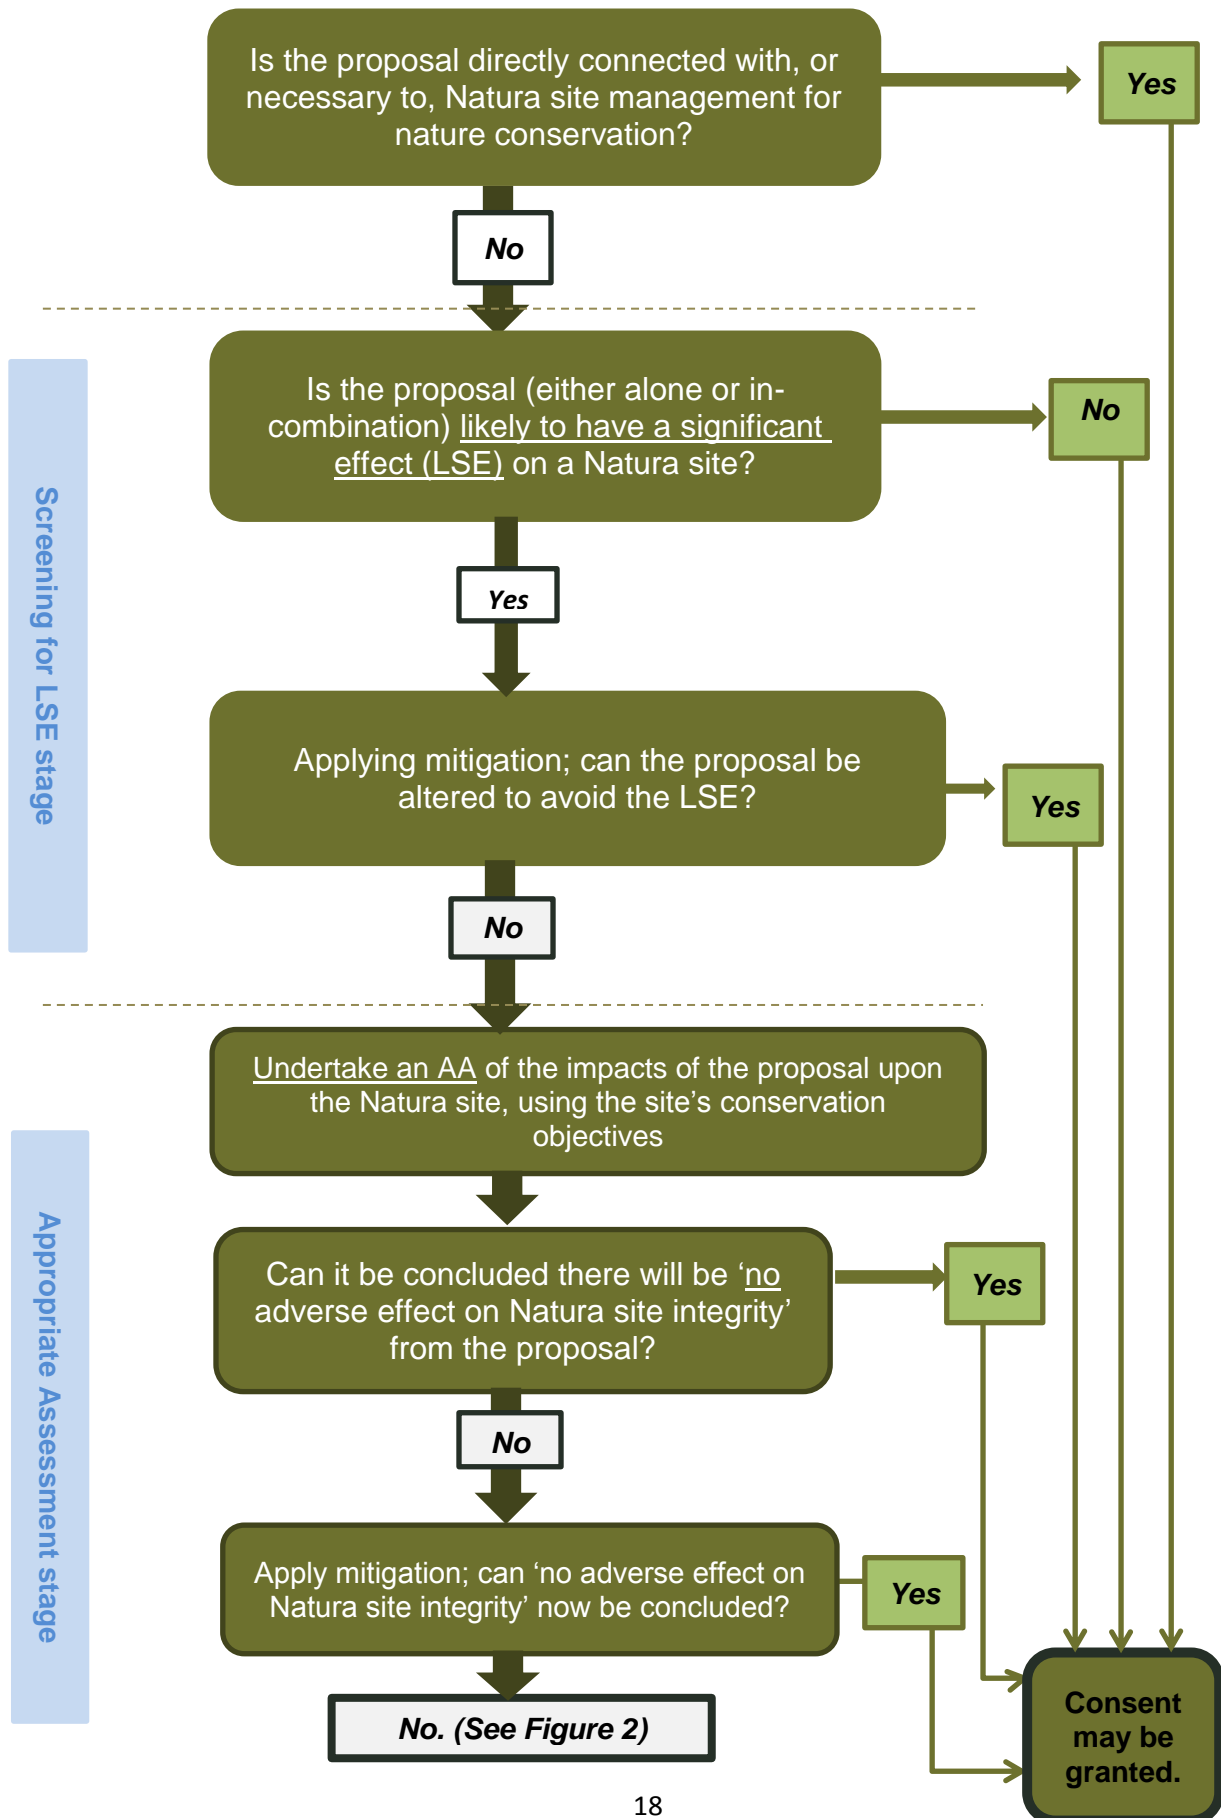 Is the proposal directly connected with, or
necessary to, Natura site management for
nature conservation?
Yes
No
Screening for LSE stage
Is the proposal (either alone or in-
combination) likely to have a significant
effect (LSE) on a Natura site?
No
Yes
Applying mitigation; can the proposal be
altered to avoid the LSE?
Yes
No
Appropriate Assessment stage
Undertake an AA of the impacts of the proposal upon
the Natura site, using the site’s conservation
objectives
Can it be concluded there will be ‘no
adverse effect on Natura site integrity’
from the proposal?
Yes
No
Apply mitigation; can ‘no adverse effect on
Natura site integrity’ now be concluded?
Yes
No. (See Figure 2)
Consent
may be
granted.
18